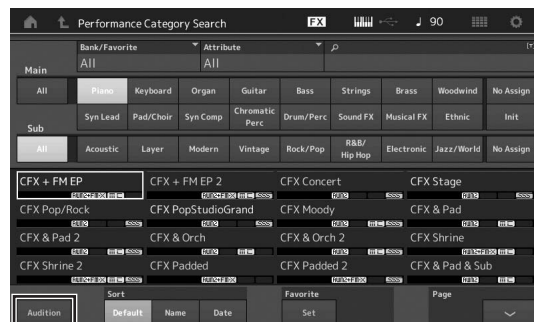 Performance Category Search FX 90
Bank/Favorite Attribute
All All
Main
All Piano Keyboard Organ Guitar Bass Strings Brass Woodwind No Assign
Syn Lead Pad/Choir Syn Comp Chromatic Perc Drum/Perc Sound FX Musical FX Ethnic Init
Sub
All Acoustic Layer Modern Vintage Rock/Pop R&B/ Hip Hop Electronic Jazz/World No Assign
CFX + FM EP CFX + FM EP 2 CFX Concert CFX Stage
CFX Pop/Rock CFX PopStudioGrand CFX Moody CFX & Pad
CFX & Pad 2 CFX & Orch CFX & Orch 2 CFX Shrine
CFX Shrine 2 CFX Padded CFX Padded 2 CFX & Pad & Sub
Sort Favorite Page
Audition Default Name Date Set